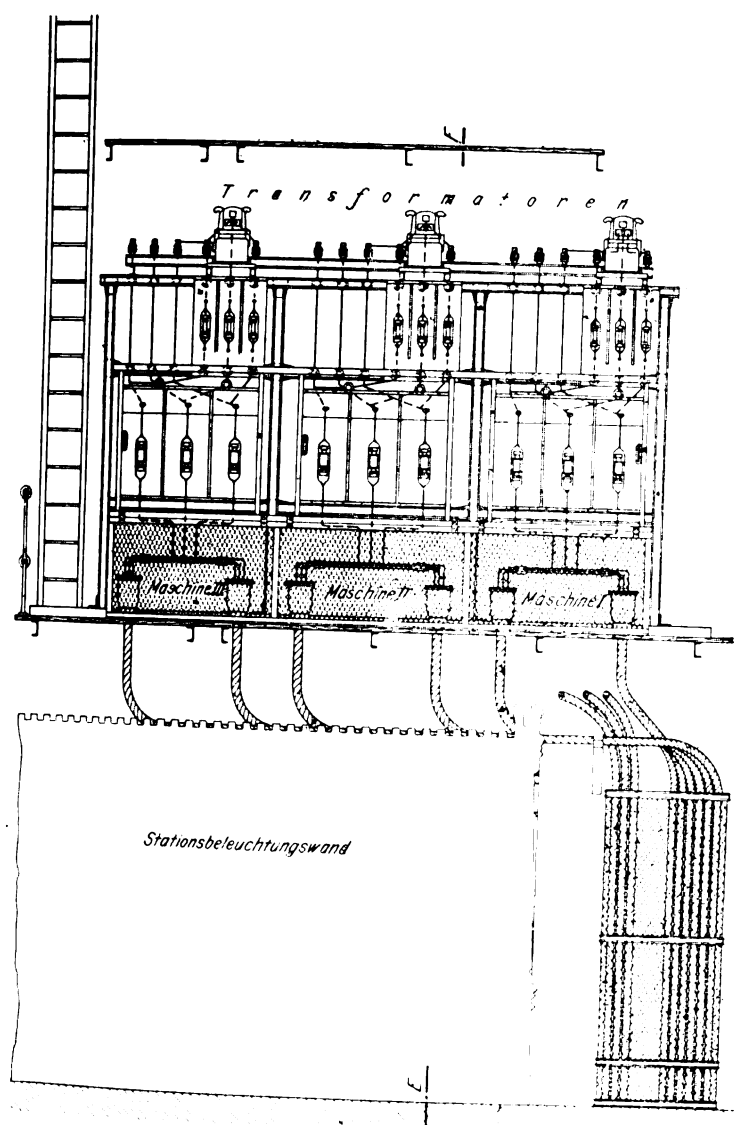 F
Transformatoren
Maschine III
Maschine II
Maschine I
Stationsbeleuchtungswand
E